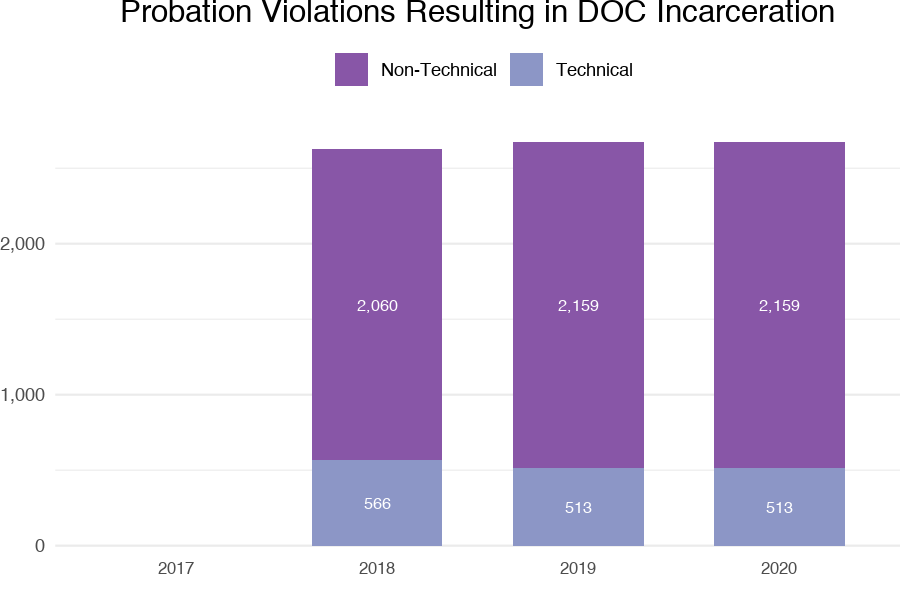 Probation Violations Resulting in DOC Incarceration
Non-Technical Technical
2,000
2,060 2,159 2,159
1,000
566 513 513
0
2017 2018 2019 2020